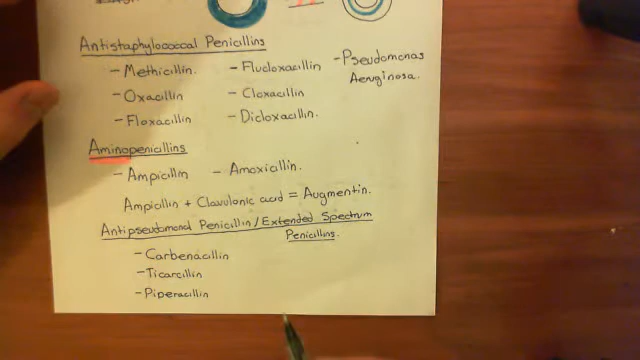 Antistaphylococcal Penicillins
- Methicillin. - Flucloxacillin - Pseudomonas
Aeruginosa.
- Oxacillin - Cloxacillin
- Floxacillin - Dicloxacillin.
Aminopenicillins
- Ampicillin - Amoxicillin.
Ampicillin + Clavulonic acid = Augmentin.
Antipseudomonal Penicillin / Extended Spectrum
Penicillins.
- Carbenacillin
- Ticarcillin
- Piperacillin